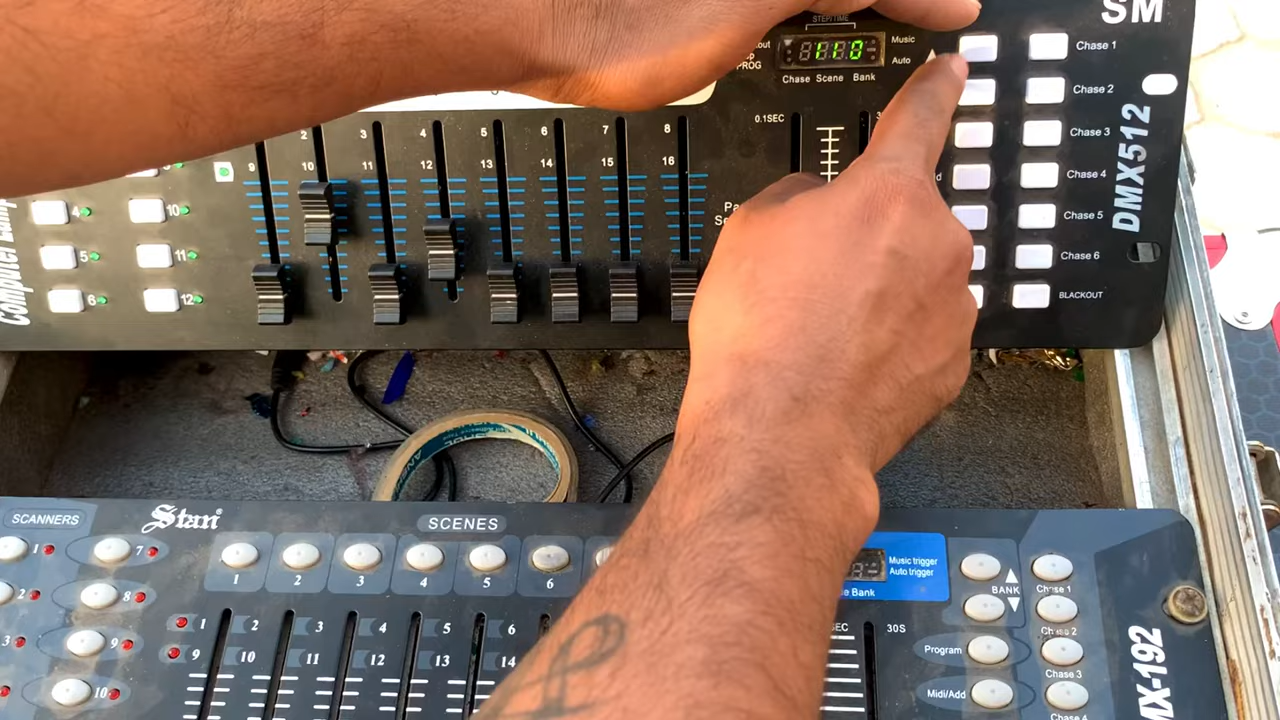 SM
STEP/TIME
Music
Auto
PROG
Chase Scene Bank
Chase 1
Chase 2
Chase 3
Chase 4
Chase 5
Chase 6
BLACKOUT
DMX512
0.1SEC
2 3 4 5 6 7 8
9 10 11 12 13 14 15 16
4 10
5 11
6 12
SCANNERS
Stan
SCENES
1 2 3 4 5 6
1 7
2 8
3 9
10
1 2 3 4 5 6
9 10 11 12 13 14
Music trigger
Auto trigger
Bank
BANK
30S
Program
Midi/Add
Chase 1
Chase 2
Chase 3
Chase 4